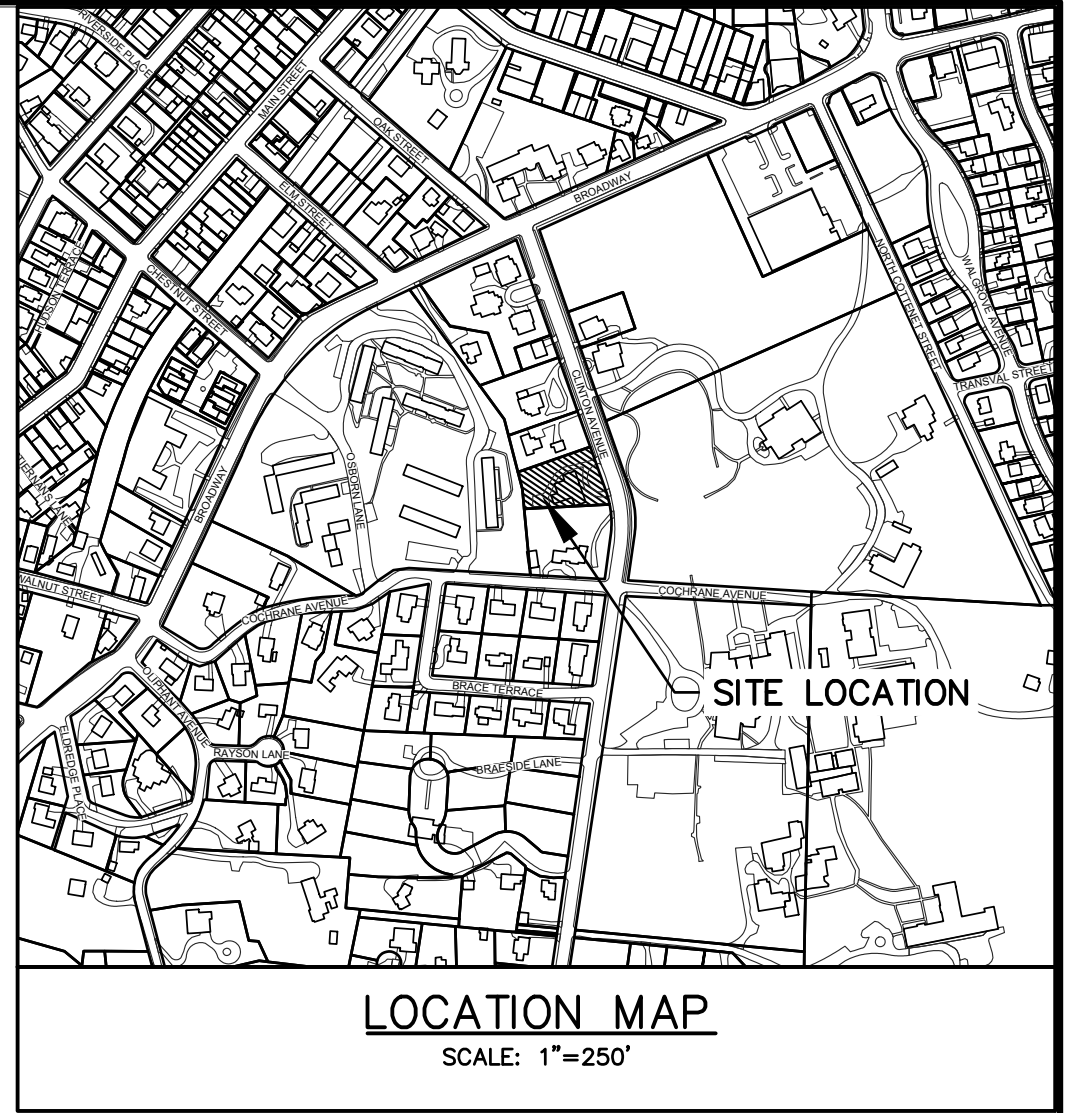 RIVERSIDE PLACE
MAIN STREET
OAK STREET
ELM STREET
BROADWAY
HUDSON TERRACE
CHESTNUT STREET
CLINTON AVENUE
NORTH COTTENET STREET
WALGROVE AVENUE
TRANSVAL STREET
OSBORN LANE
BROADWAY
WALNUT STREET
COCHRANE AVENUE
COCHRANE AVENUE
BRACE TERRACE
SITE LOCATION
OLIPHANT AVENUE
RAYSON LANE
BRAESIDE LANE
ELDREDGE PLACE
LOCATION MAP
SCALE: 1"=250'